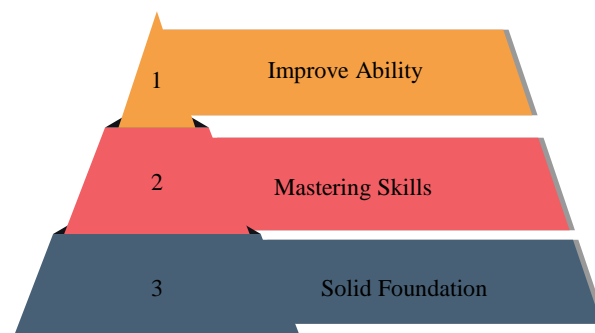 1 Improve Ability
2 Mastering Skills
3 Solid Foundation